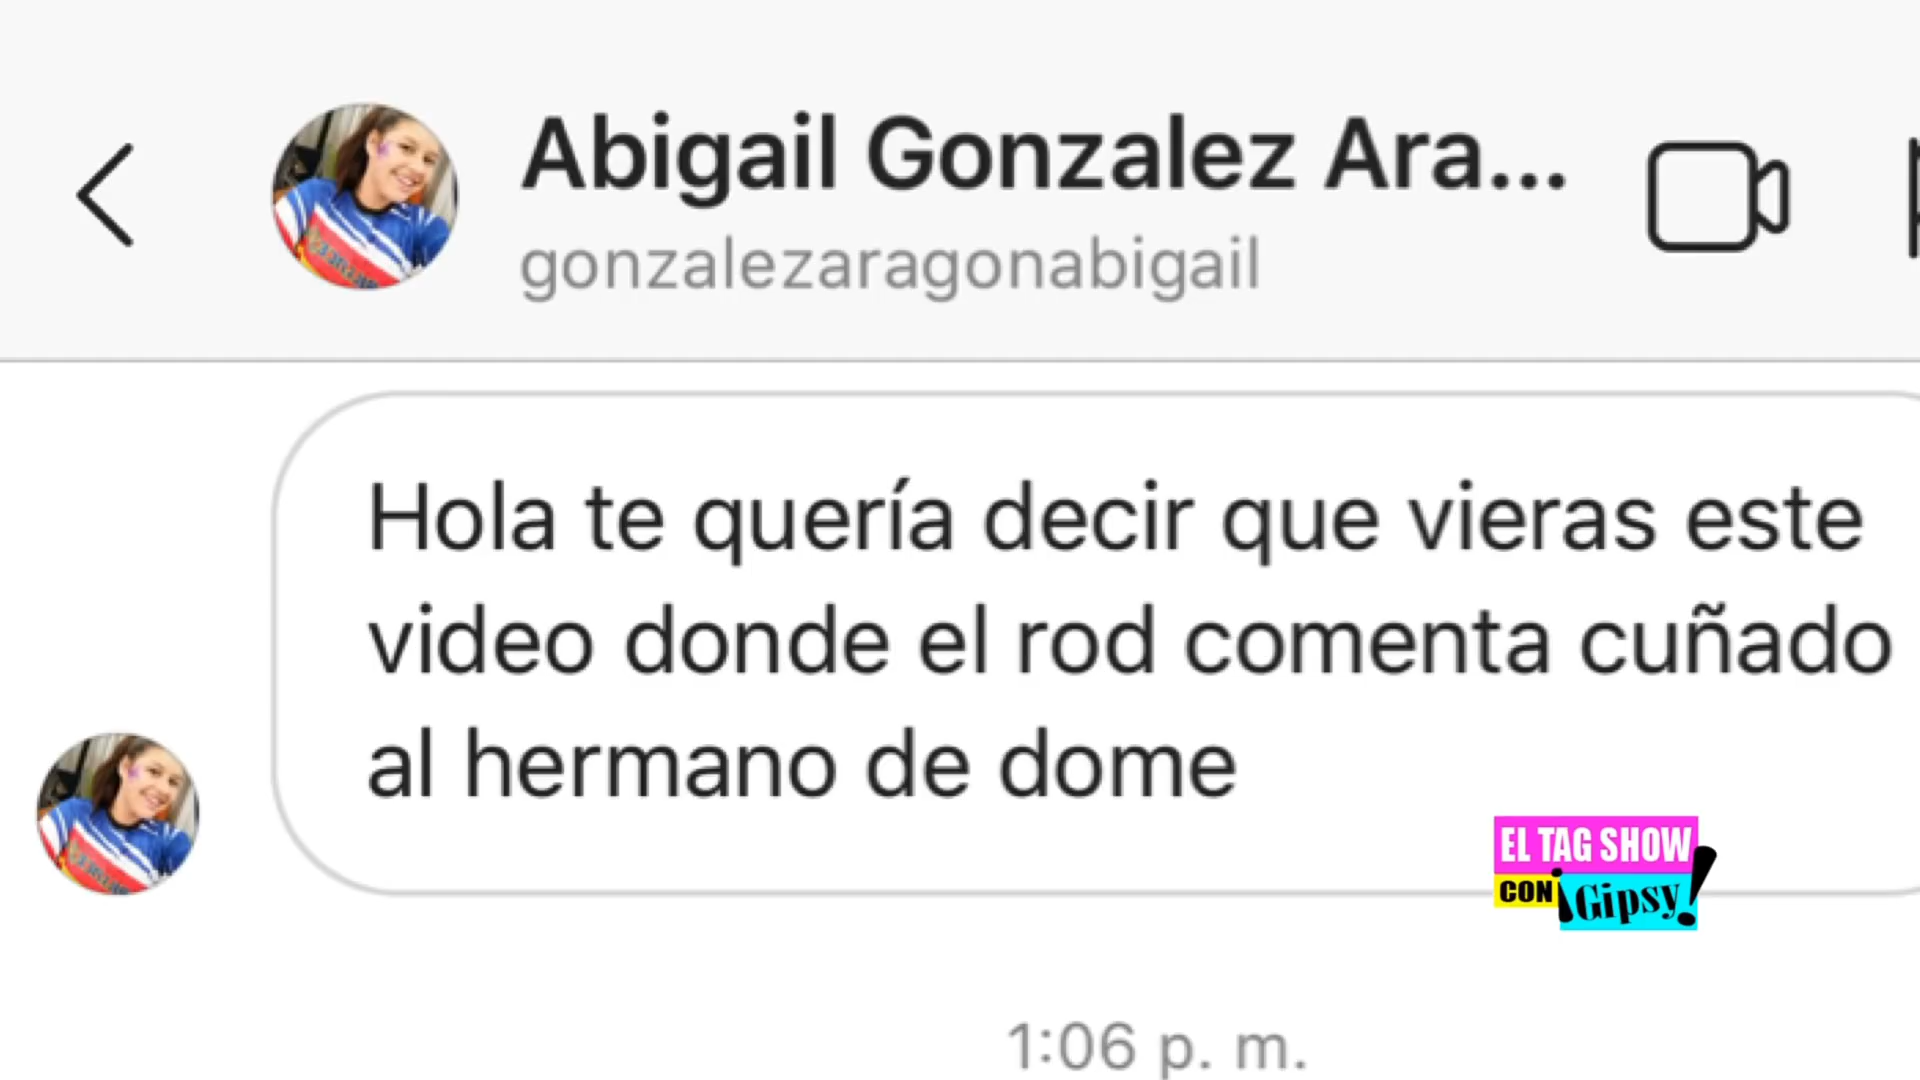 Abigail Gonzalez Ara...
gonzalezaragonabigail
Hola te quería decir que vieras este
video donde el rod comenta cuñado
al hermano de dome
EL TAG SHOW
CON ¡Gipsy!
1:06 p. m.